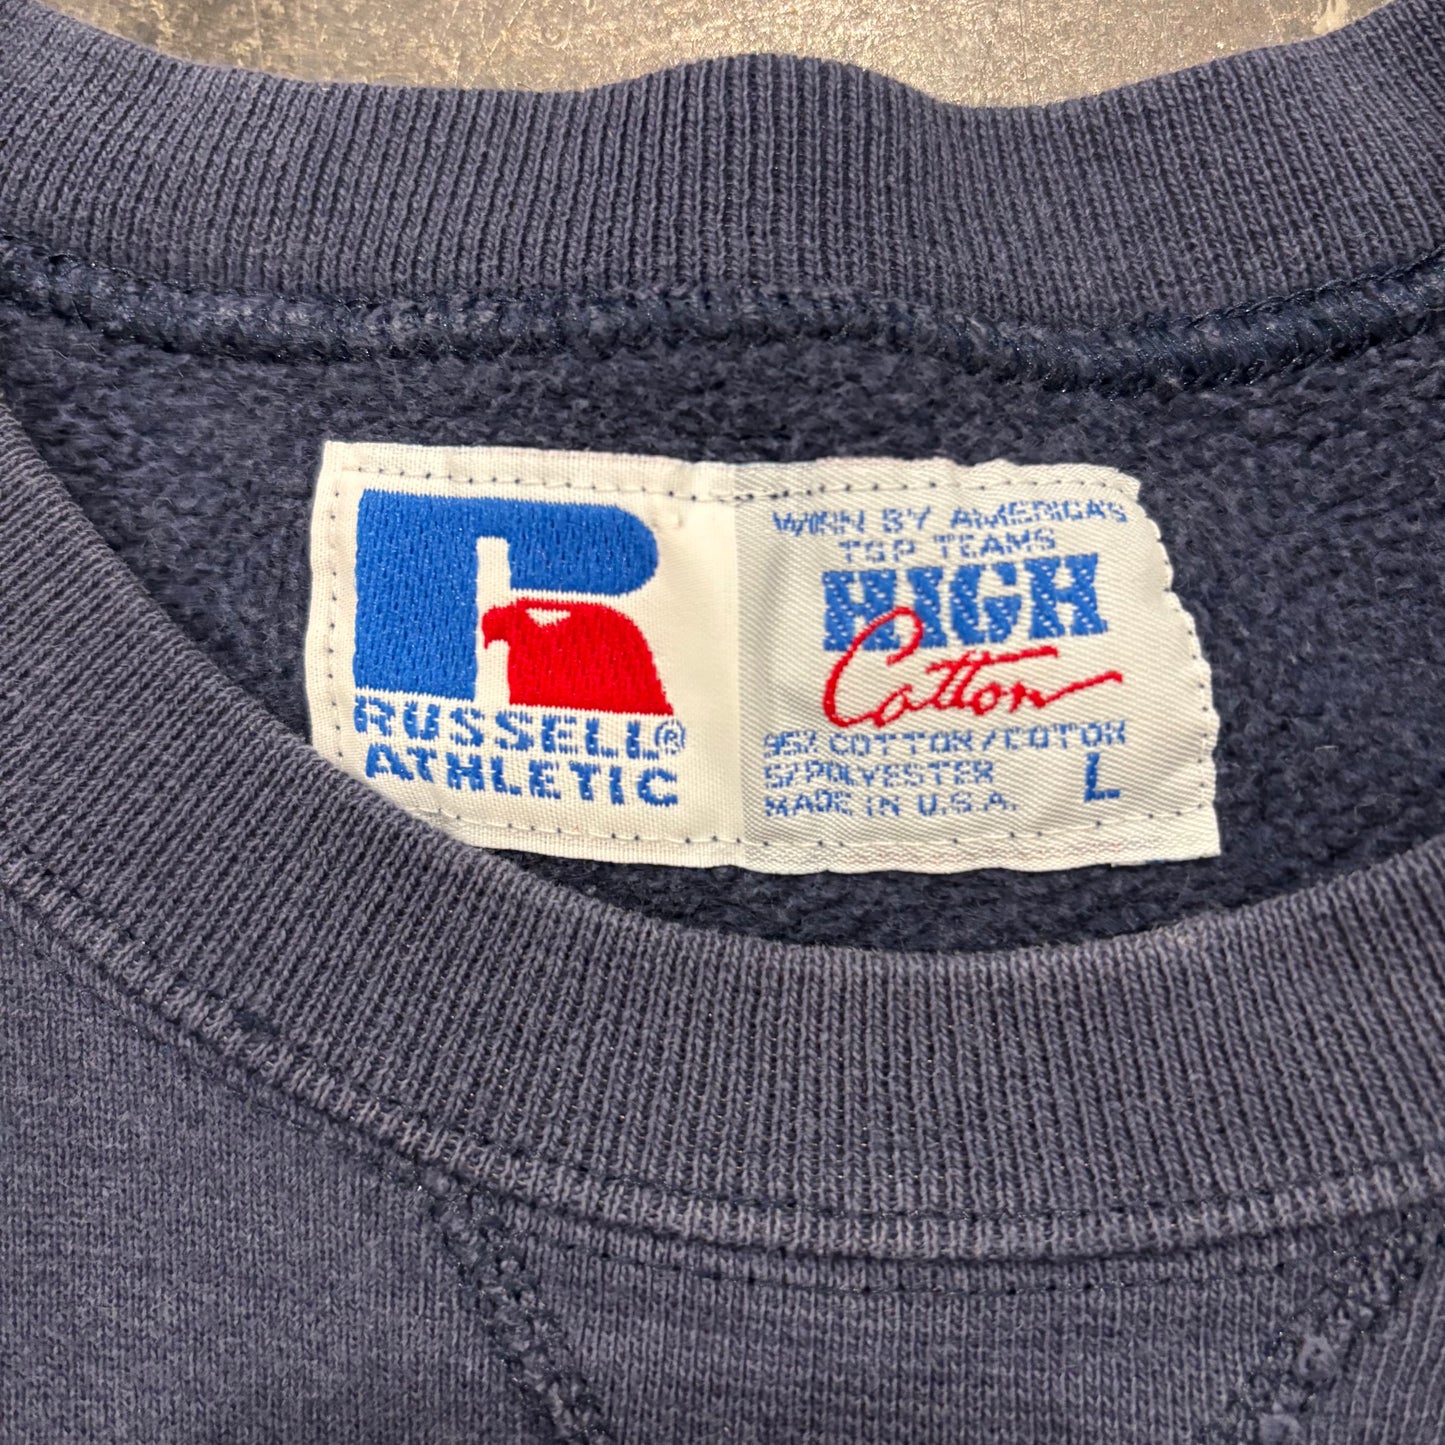 RUSSELL®
ATHLETIC
WORN BY AMERICA'S
TOP TEAMS
HIGH
Cotton
95% COTTON/COTON
5% POLYESTER
MADE IN U.S.A.
L